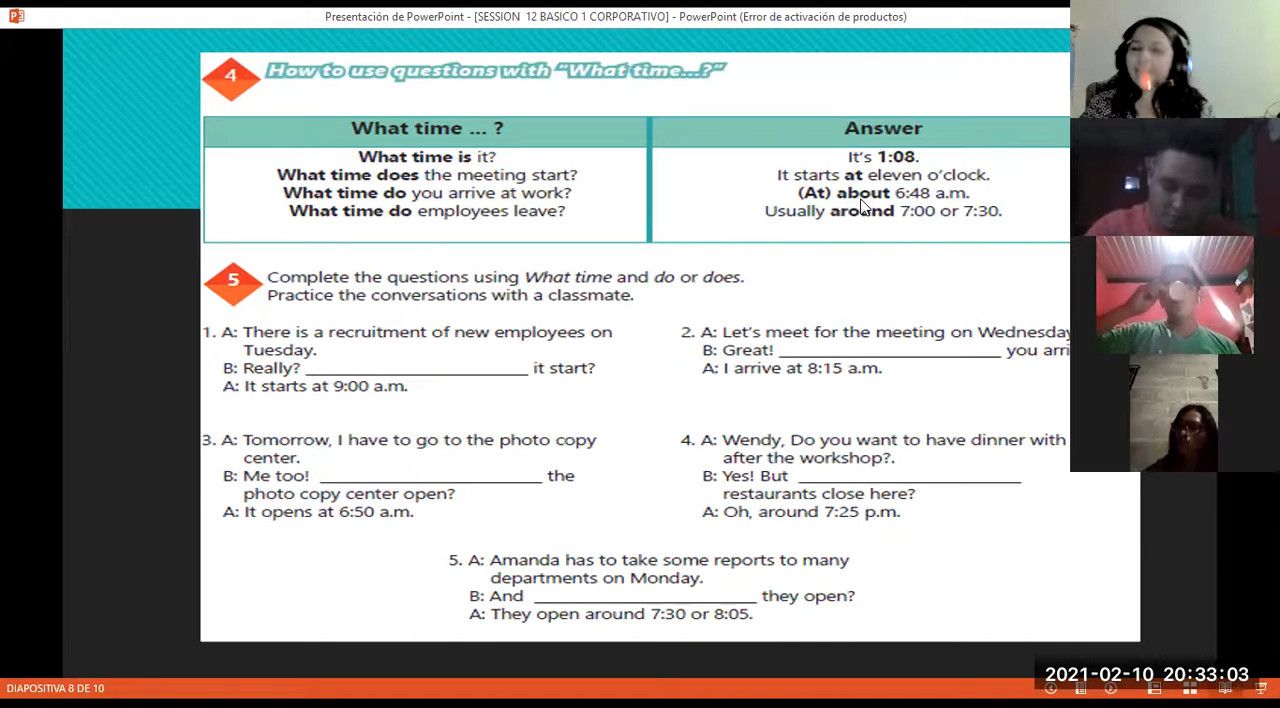 Presentación de PowerPoint - [SESSION 12 BASICO 1 CORPORATIVO] - PowerPoint (Error de activación de productos)
4
How to use questions with "What time...?"
What time ... ?
Answer
What time is it?
It's 1:08.
What time does the meeting start?
It starts at eleven o'clock.
What time do you arrive at work?
(At) about 6:48 a.m.
What time do employees leave?
Usually around 7:00 or 7:30.
5
Complete the questions using What time and do or does.
Practice the conversations with a classmate.
1. A: There is a recruitment of new employees on
Tuesday.
B: Really? ________________________ it start?
A: It starts at 9:00 a.m.
2. A: Let's meet for the meeting on Wednesday
B: Great! ________________________ you arri
A: I arrive at 8:15 a.m.
3. A: Tomorrow, I have to go to the photo copy
center.
B: Me too! ________________________ the
photo copy center open?
A: It opens at 6:50 a.m.
4. A: Wendy, Do you want to have dinner with
after the workshop?.
B: Yes! But ________________________
restaurants close here?
A: Oh, around 7:25 p.m.
5. A: Amanda has to take some reports to many
departments on Monday.
B: And ________________________ they open?
A: They open around 7:30 or 8:05.
2021-02-10 20:33:03
DIAPOSITIVA 8 DE 10